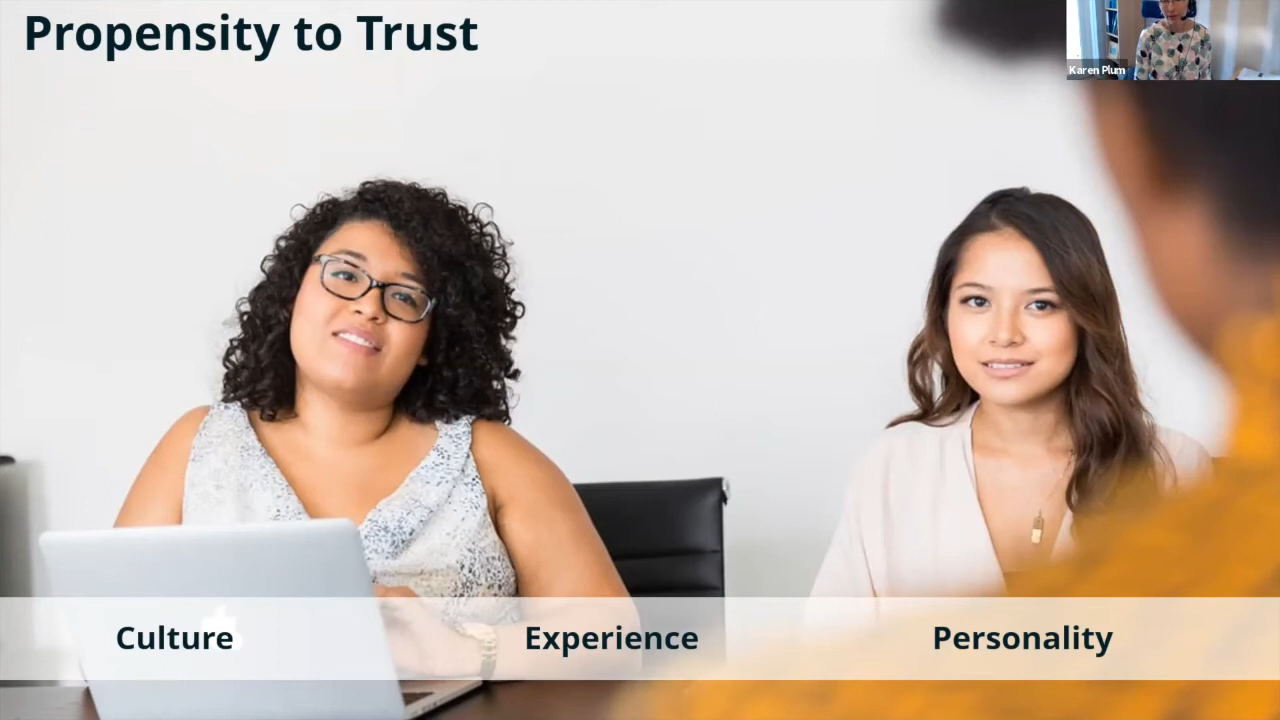 Propensity to Trust
Karen Plum
Culture
Experience
Personality